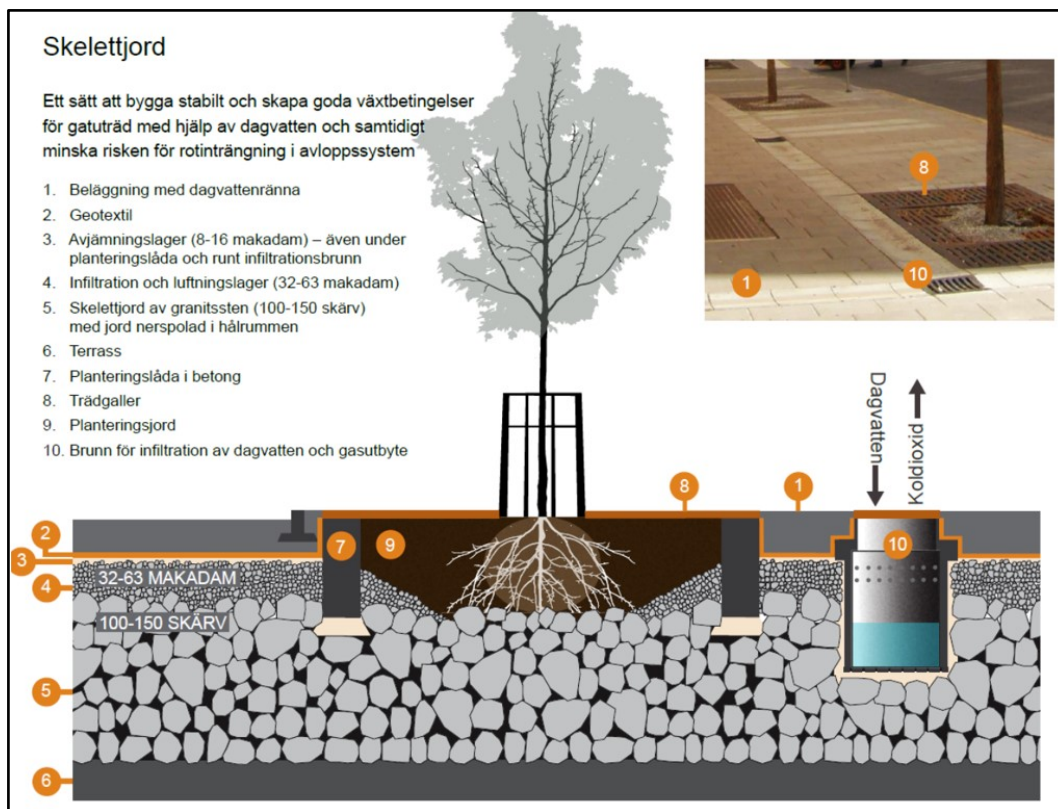 Skelettjord
Ett sätt att bygga stabilt och skapa goda växtbetingelser
för gatuträd med hjälp av dagvatten och samtidigt
minska risken för rotinträngning i avloppssystem
1. Beläggning med dagvattenränna
2. Geotextil
3. Avjämningslager (8-16 makadam) – även under
planteringslåda och runt infiltrationsbrunn
4. Infiltration och luftningslager (32-63 makadam)
5. Skelettjord av granitssten (100-150 skärv)
med jord nerspolad i hålrummen
6. Terrass
7. Planteringslåda i betong
8. Trädgaller
9. Planteringsjord
10. Brunn för infiltration av dagvatten och gasutbyte
8
10
1
Dagvatten
Koldioxid
8
1
2
7
9
10
3
32-63 MAKADAM
4
100-150 SKÄRV
5
6